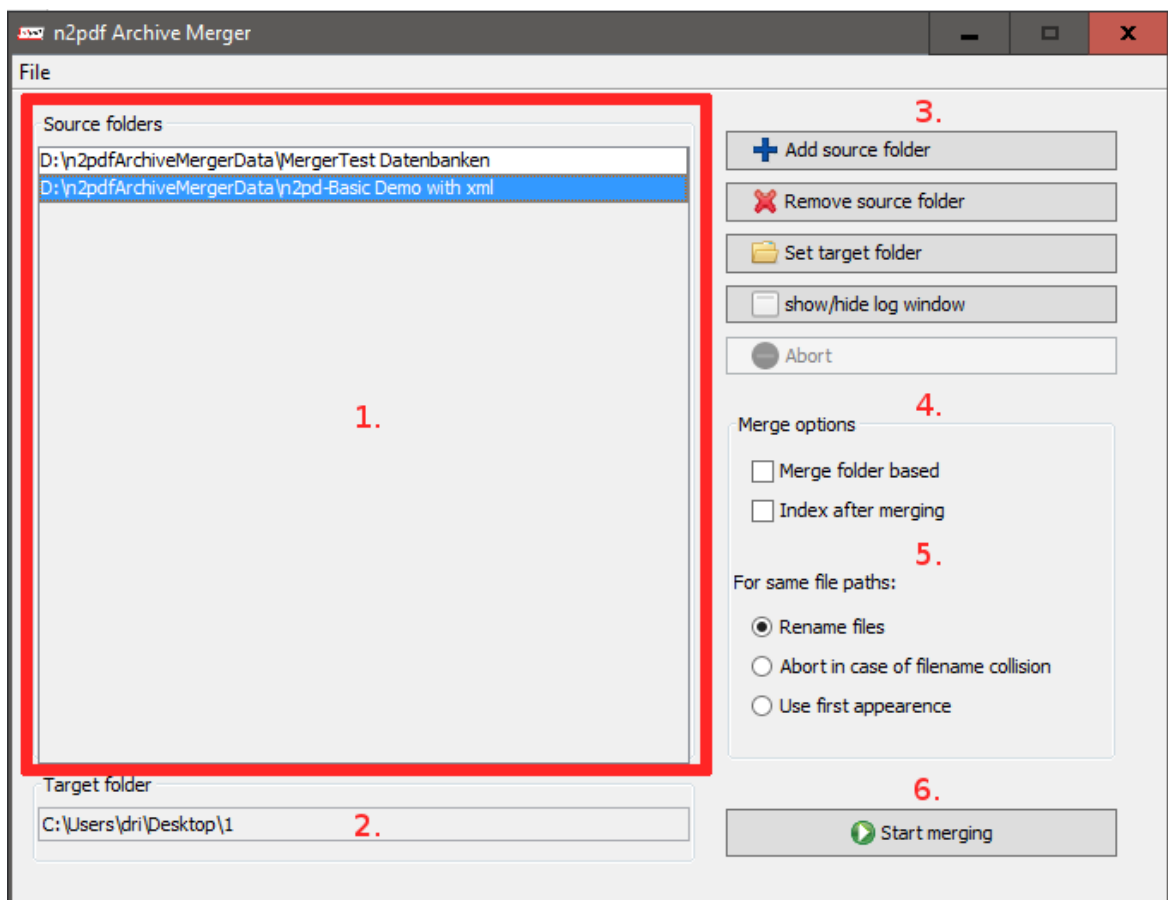 n2pdf Archive Merger
File
Source folders
D:\n2pdfArchiveMergerData\MergerTest Datenbanken
D:\n2pdfArchiveMergerData\n2pd-Basic Demo with xml
1.
Target folder
C:\Users\dri\Desktop\1
2.
3.
Add source folder
Remove source folder
Set target folder
show/hide log window
Abort
4.
Merge options
Merge folder based
Index after merging
5.
For same file paths:
Rename files
Abort in case of filename collision
Use first appearence
6.
Start merging